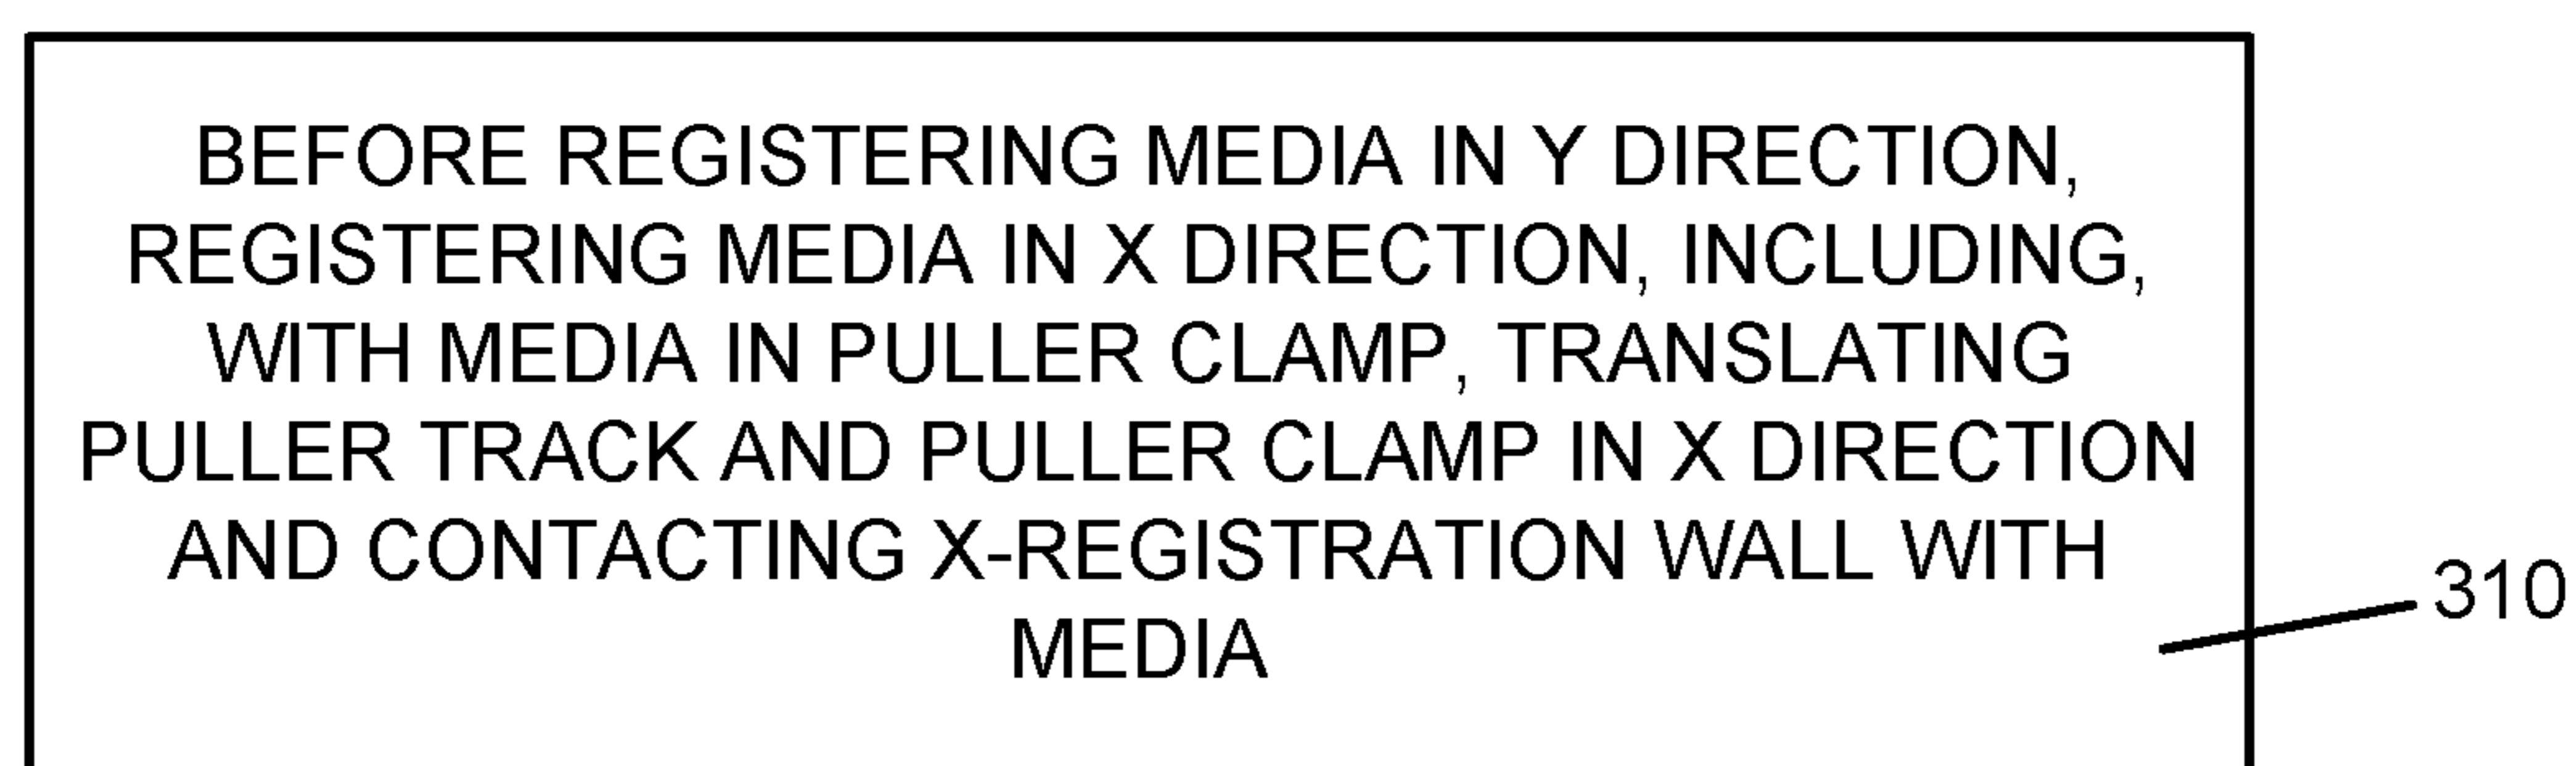 BEFORE REGISTERING MEDIA IN Y DIRECTION,
REGISTERING MEDIA IN X DIRECTION, INCLUDING,
WITH MEDIA IN PULLER CLAMP, TRANSLATING
PULLER TRACK AND PULLER CLAMP IN X DIRECTION
AND CONTACTING X-REGISTRATION WALL WITH
MEDIA
310